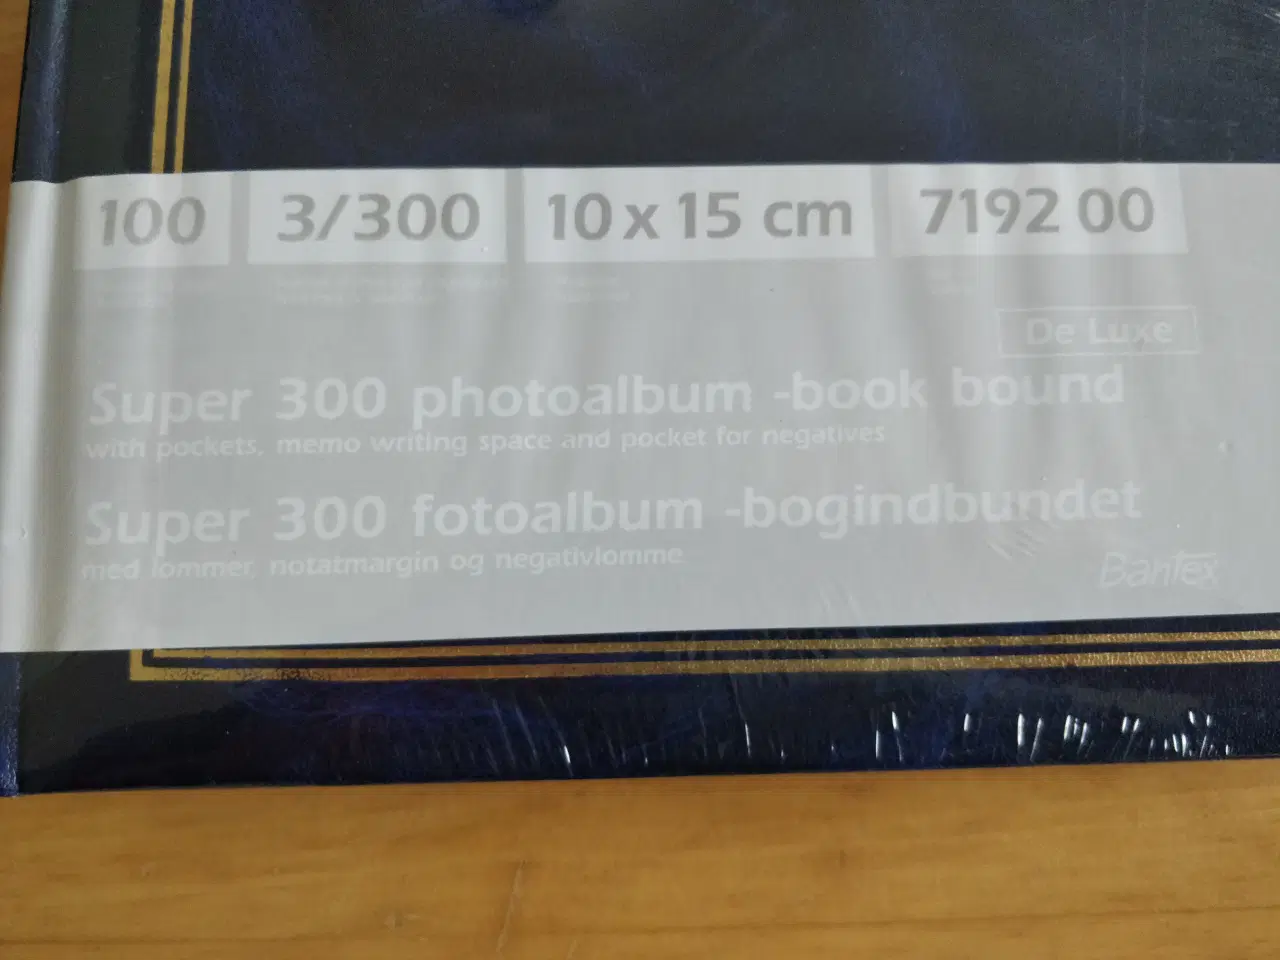 100 3/300 10 x 15 cm 7192 00
De Luxe
Super 300 photoalbum -book bound
with pockets, memo writing space and pocket for negatives
Super 300 fotoalbum -bogindbundet
med lommer, notatmargin og negativlomme
Bantex